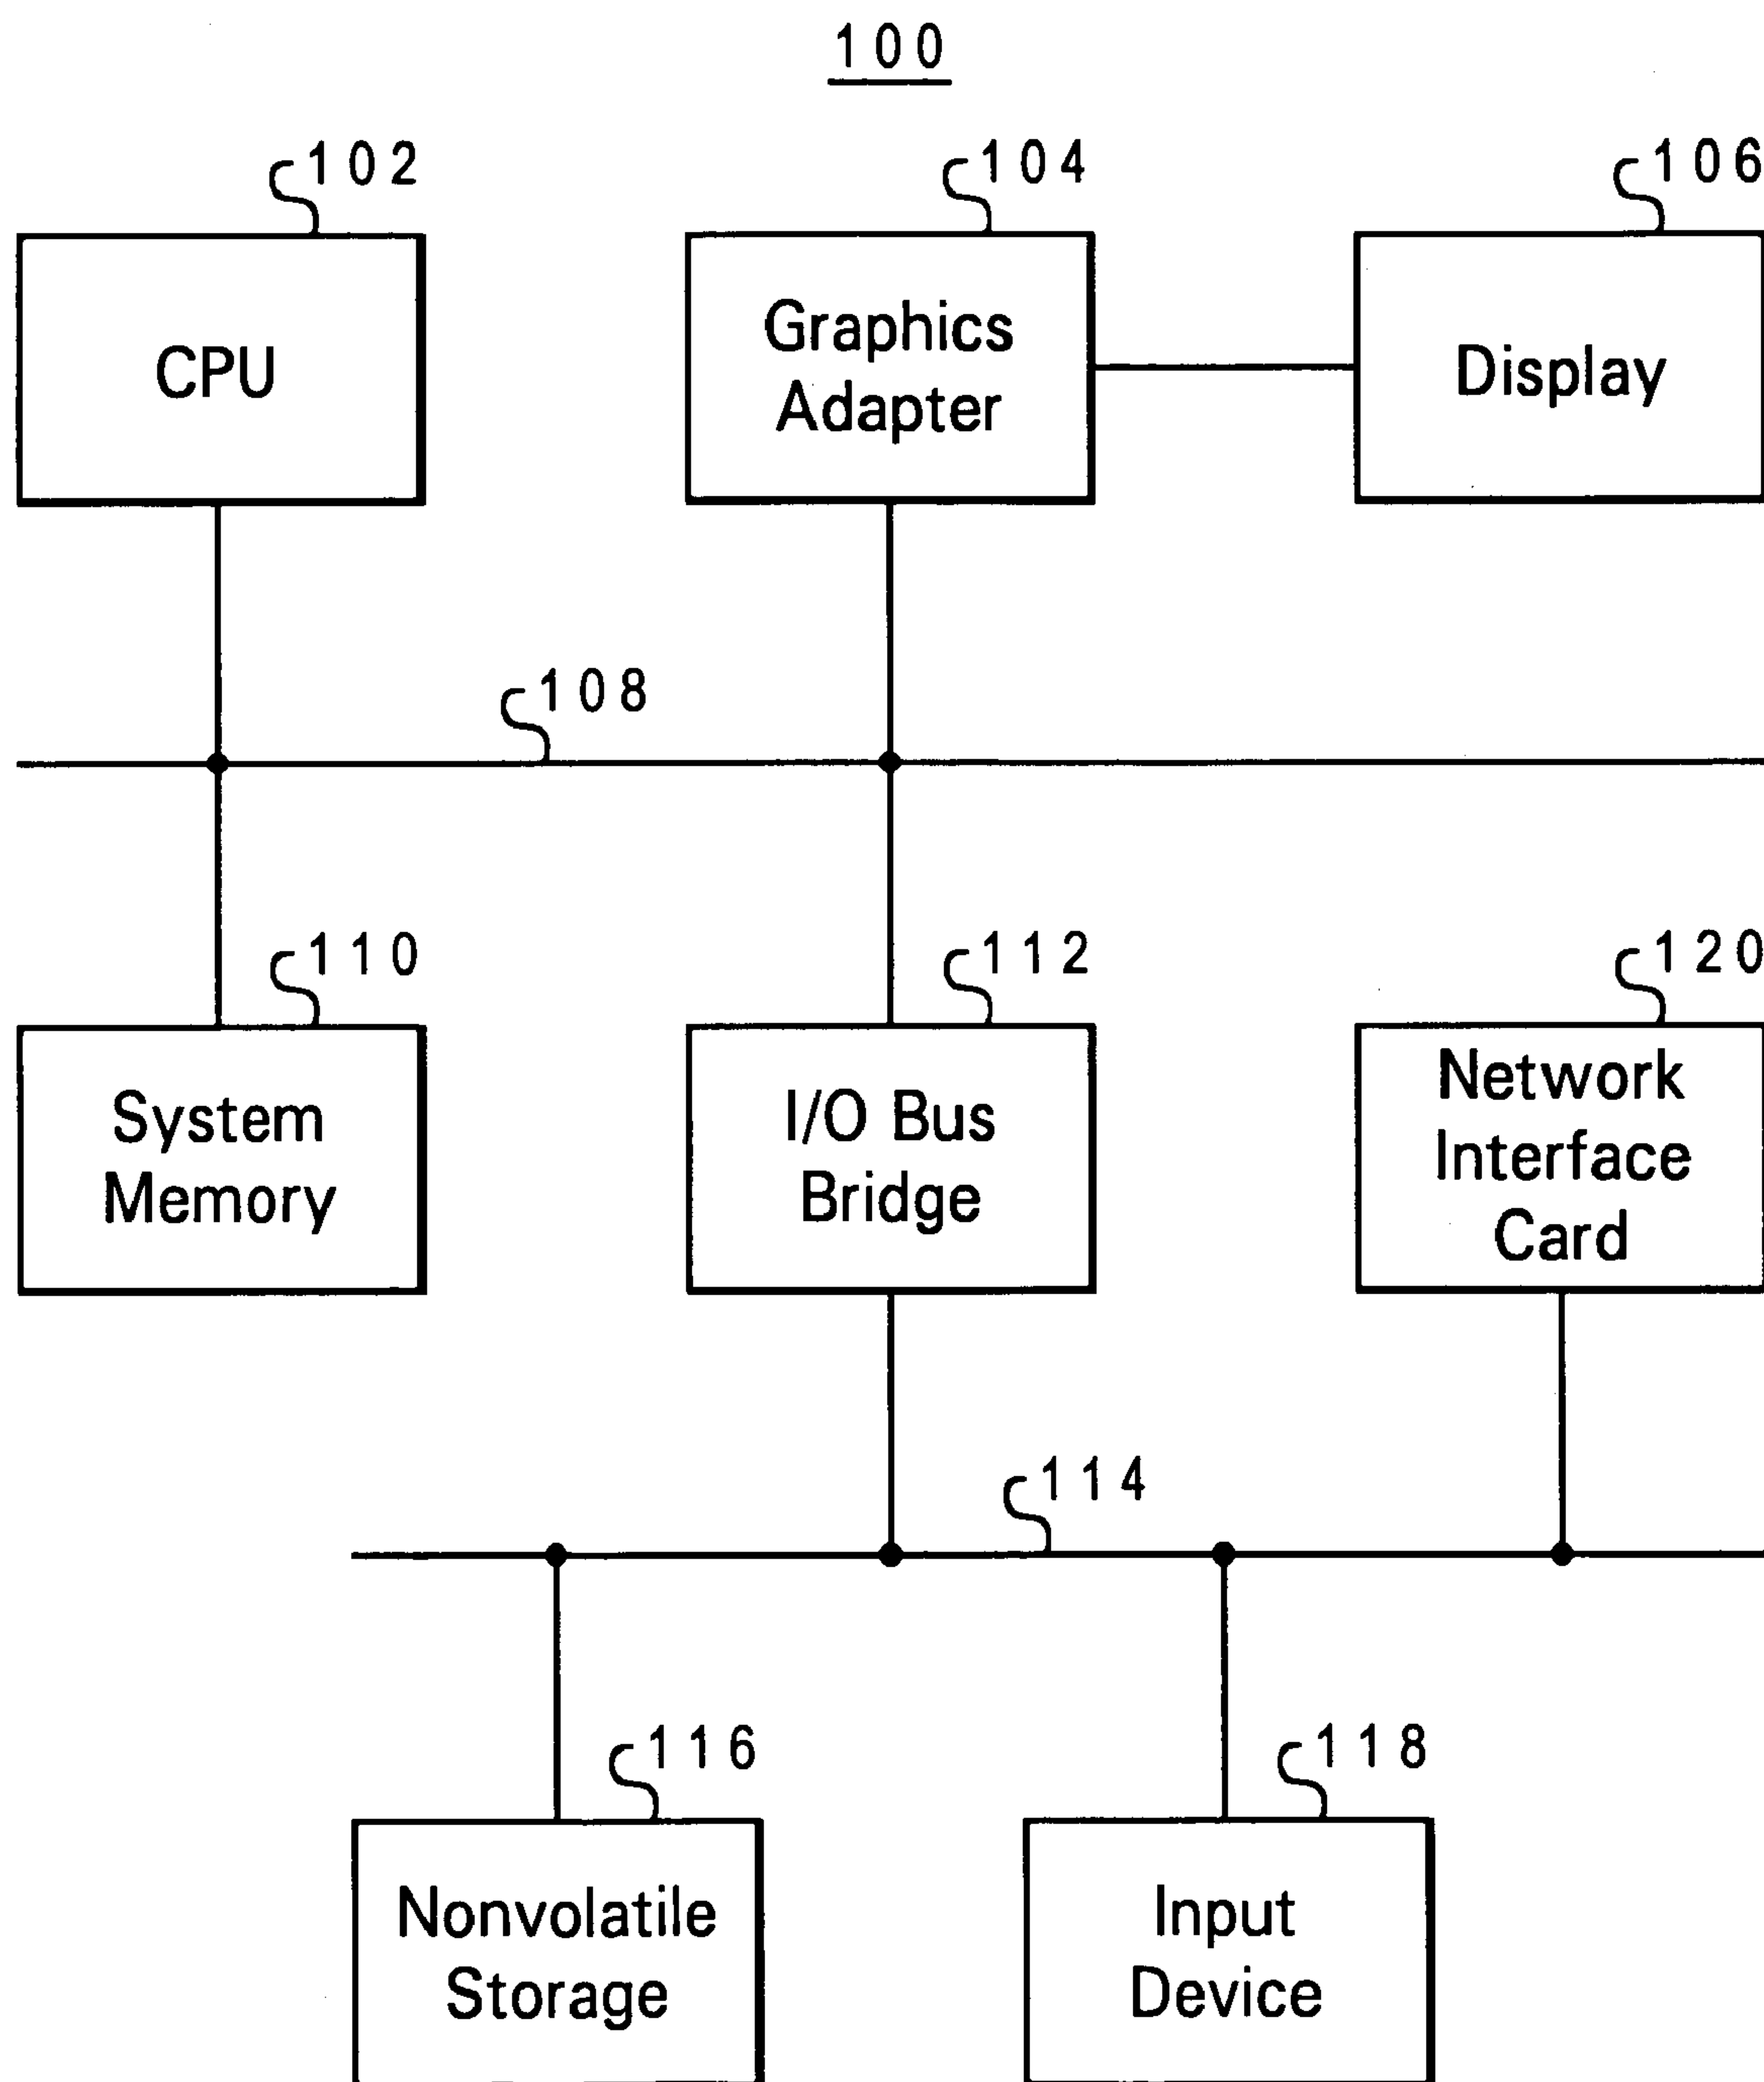 100
102
104
106
CPU
Graphics
Adapter
Display
108
110
112
120
System
Memory
I/O Bus
Bridge
Network
Interface
Card
114
116
118
Nonvolatile
Storage
Input
Device